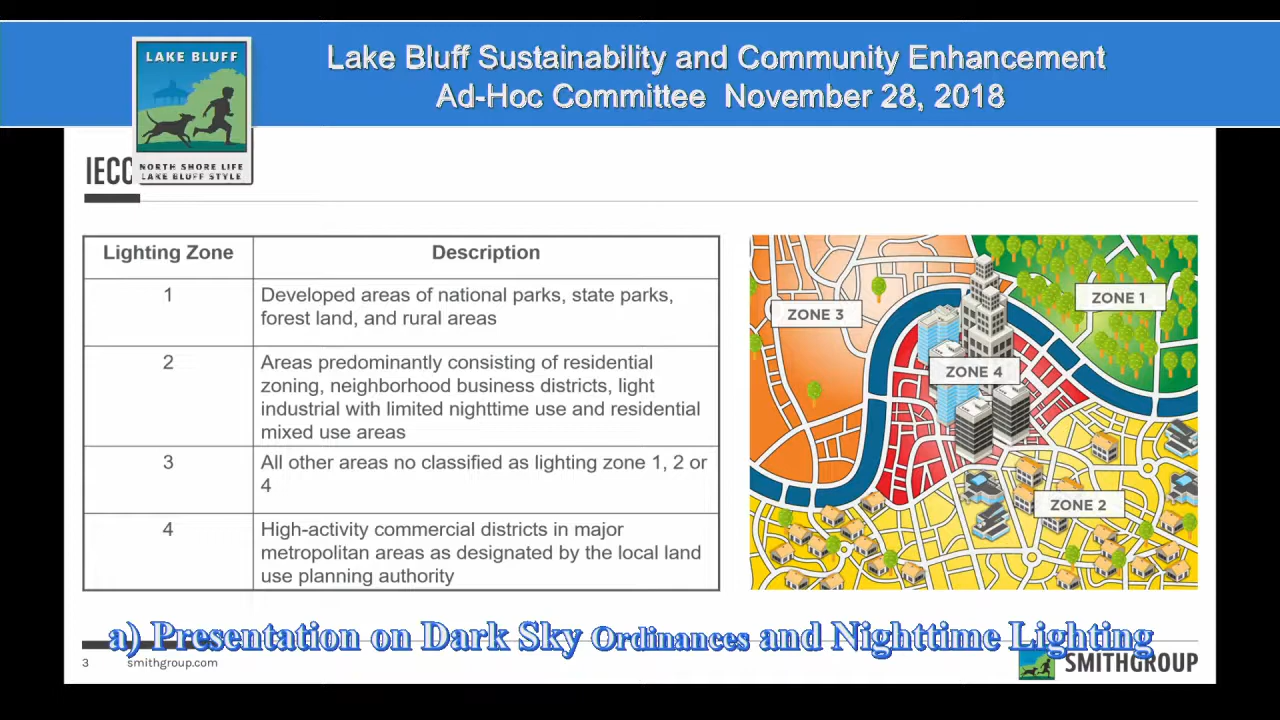 Lake Bluff Sustainability and Community Enhancement
Ad-Hoc Committee November 28, 2018
LAKE BLUFF
NORTH SHORE LIFE
LAKE BLUFF STYLE
IECC
Lighting Zone Description
1 Developed areas of national parks, state parks,
forest land, and rural areas
2 Areas predominantly consisting of residential
zoning, neighborhood business districts, light
industrial with limited nighttime use and residential
mixed use areas
3 All other areas no classified as lighting zone 1, 2 or
4
4 High-activity commercial districts in major
metropolitan areas as designated by the local land
use planning authority
ZONE 1
ZONE 3
ZONE 4
ZONE 2
a) Presentation on Dark Sky Ordinances and Nighttime Lighting
3 smithgroup.com
SMITHGROUP